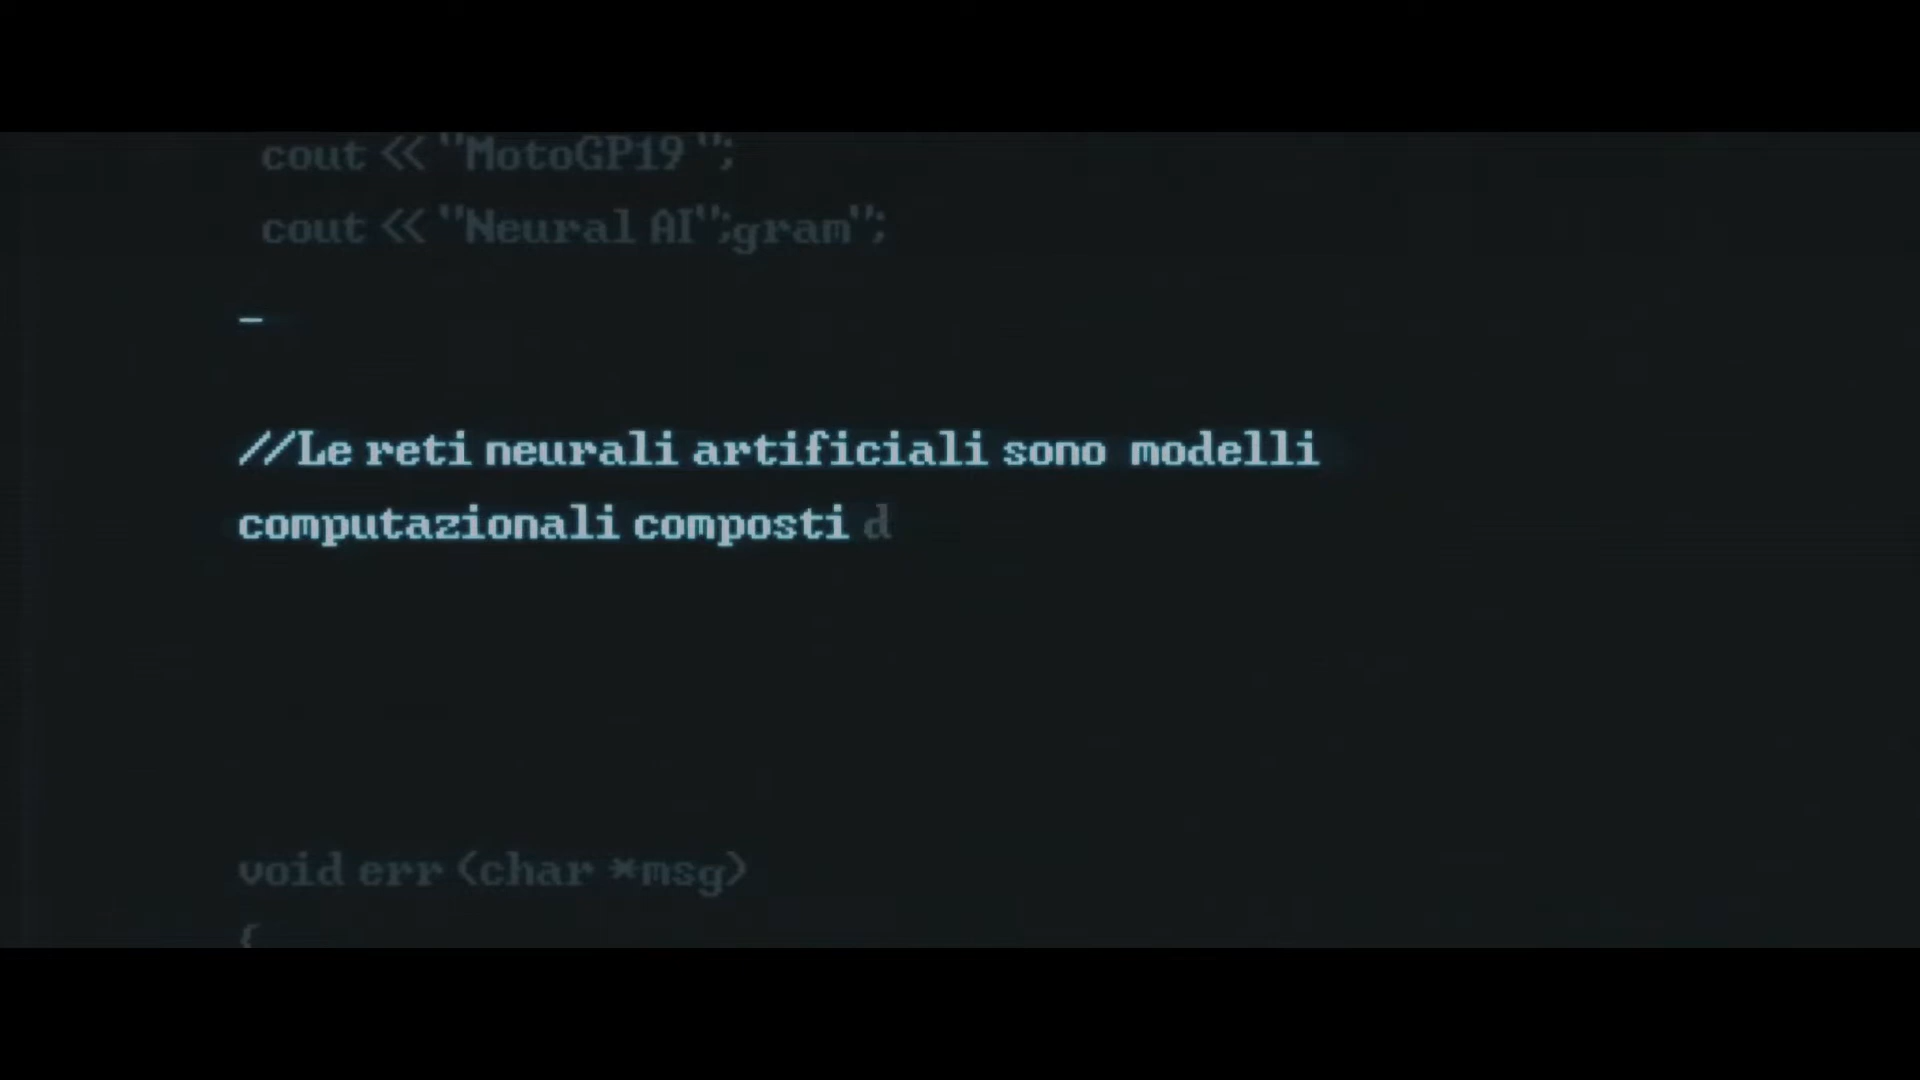 cout << "MotoGP19 ";
cout << "Neural AI";gram";
_
//Le reti neurali artificiali sono modelli
computazionali composti d
void err (char *msg)
{